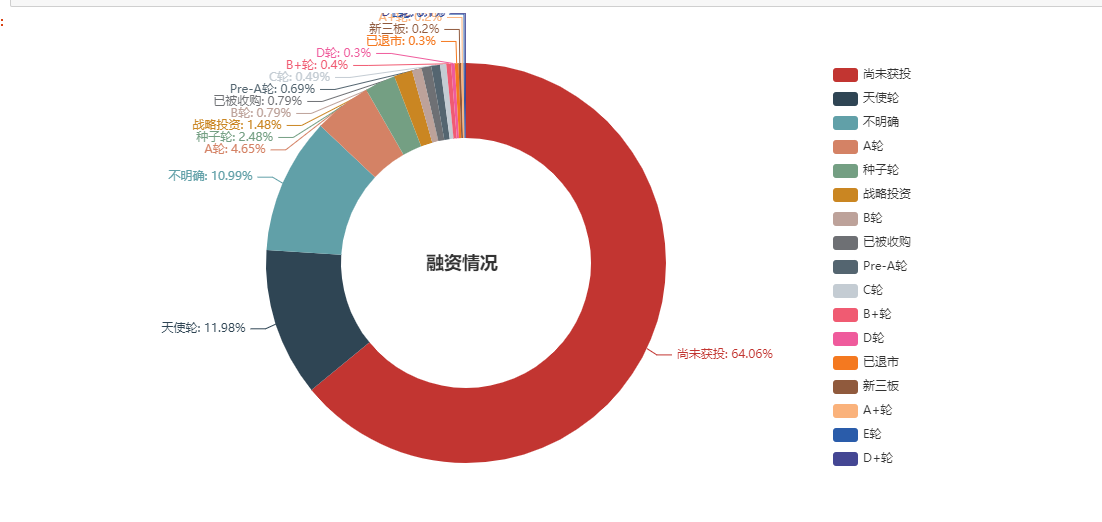 A+轮: 0.2%
新三板: 0.2%
已退市: 0.3%
D轮: 0.3%
B+轮: 0.4%
C轮: 0.49%
Pre-A轮: 0.69%
已被收购: 0.79%
B轮: 0.79%
战略投资: 1.48%
种子轮: 2.48%
A轮: 4.65%
不明确: 10.99%
天使轮: 11.98%
尚未获投: 64.06%
融资情况
尚未获投
天使轮
不明确
A轮
种子轮
战略投资
B轮
已被收购
Pre-A轮
C轮
B+轮
D轮
已退市
新三板
A+轮
E轮
D+轮